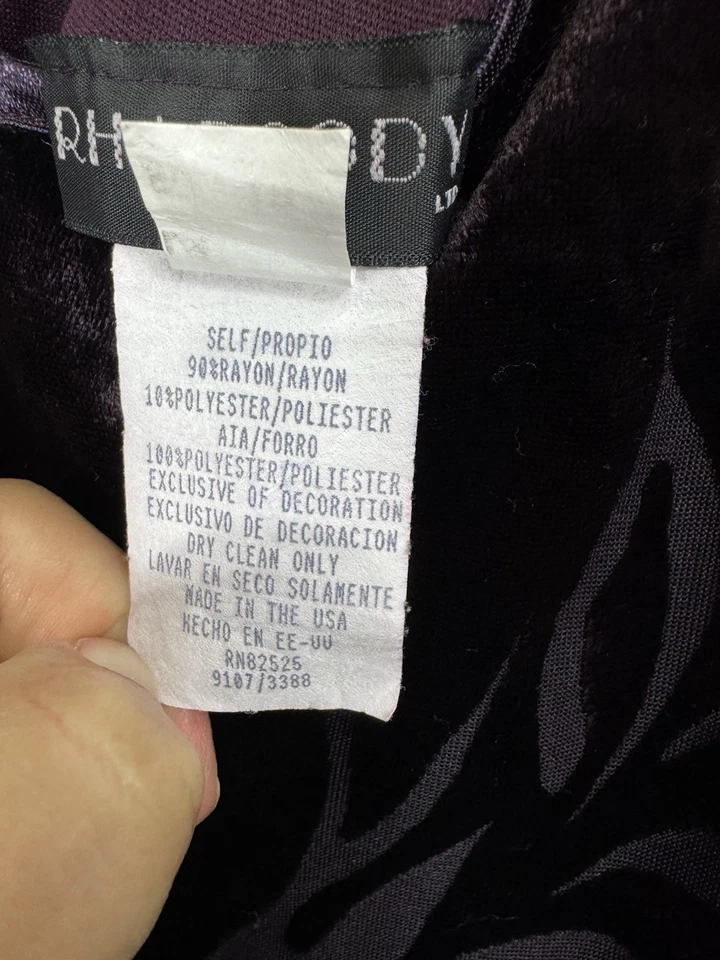 LTD
SELF/PROPIO
90%RAYON/RAYON
10%POLYESTER/POLIESTER
AIA/FORRO
100%POLYESTER/POLIESTER
EXCLUSIVE OF DECORATION
EXCLUSIVO DE DECORACION
DRY CLEAN ONLY
LAVAR EN SECO SOLAMENTE
MADE IN THE USA
HECHO EN EE-UU
RN82525
9107/3388